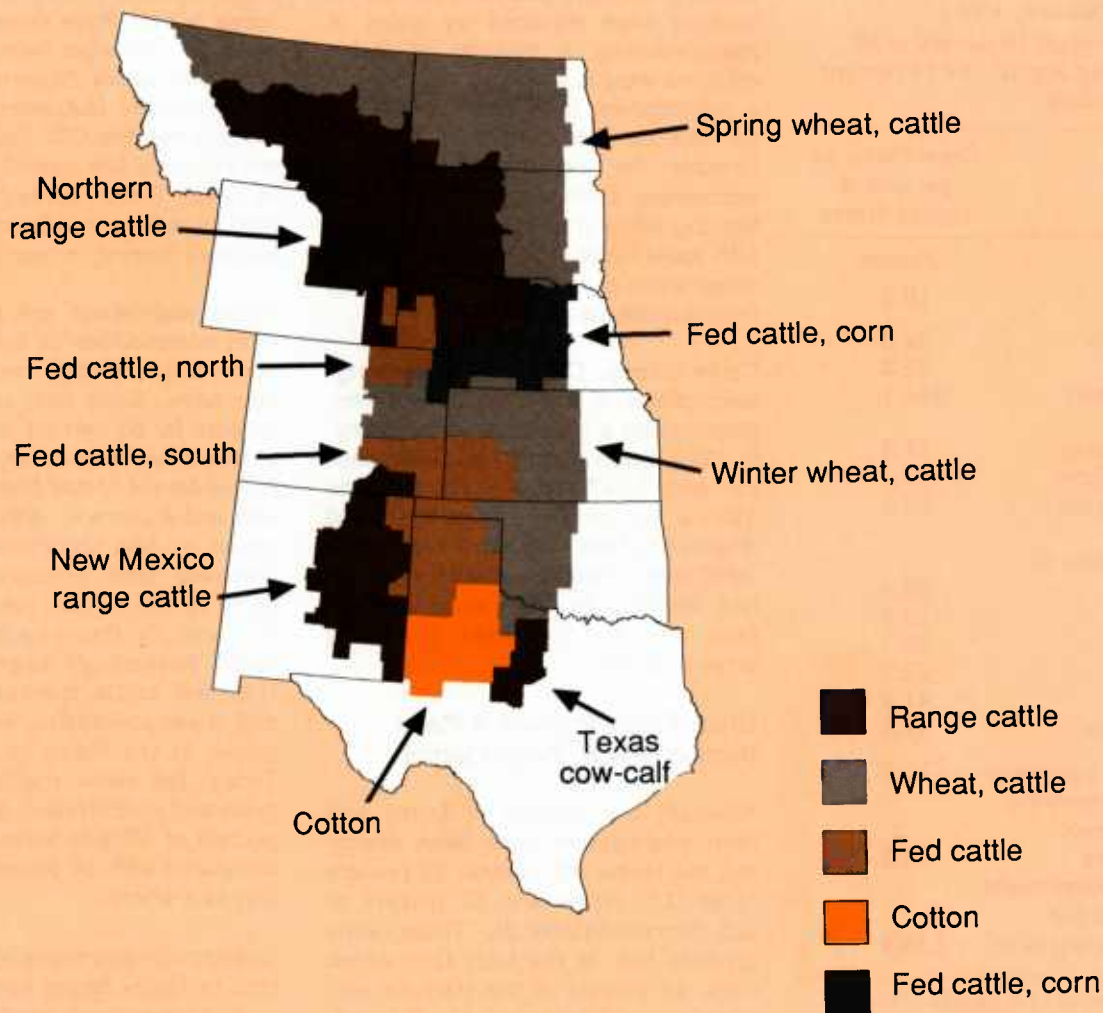 Spring wheat, cattle
Northern
range cattle
Fed cattle, corn
Fed cattle, north
Fed cattle, south
Winter wheat, cattle
New Mexico
range cattle
Texas
cow-calf
Cotton
Range cattle
Wheat, cattle
Fed cattle
Cotton
Fed cattle, corn